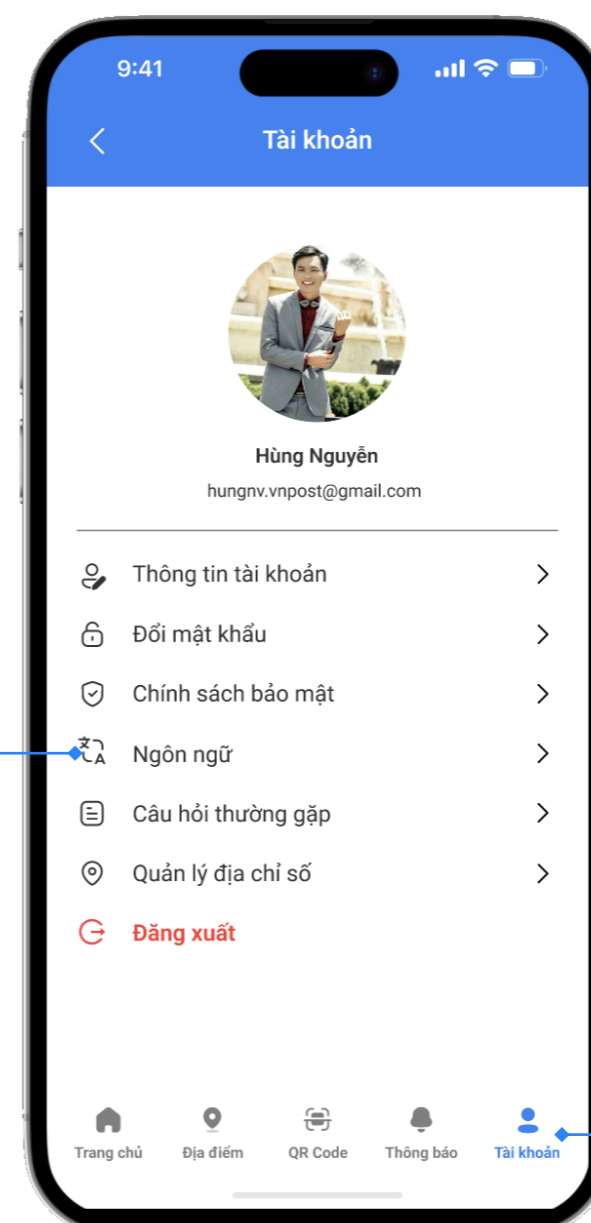 9:41
Tài khoản
Hùng Nguyễn
hungnv.vnpost@gmail.com
Thông tin tài khoản
Đổi mật khẩu
Chính sách bảo mật
Ngôn ngữ
Câu hỏi thường gặp
Quản lý địa chỉ số
Đăng xuất
Trang chủ Địa điểm QR Code Thông báo Tài khoản